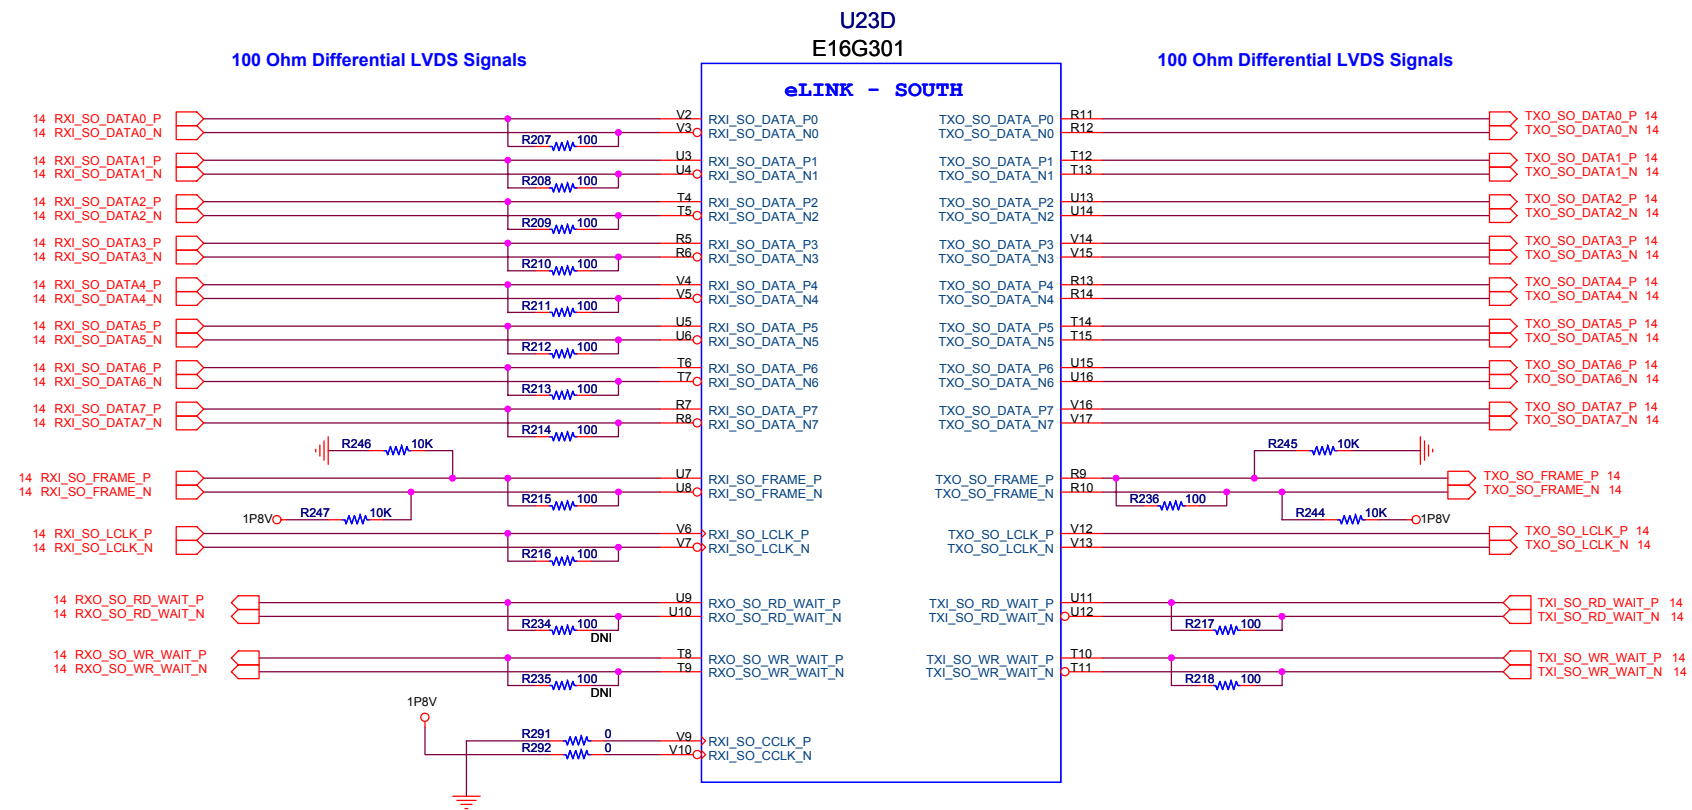 U23D
E16G301
100 Ohm Differential LVDS Signals
100 Ohm Differential LVDS Signals
eLINK - SOUTH
14 RXI_SO_DATA0_P V2 RXI_SO_DATA_P0 TXO_SO_DATA_P0 R11 TXO_SO_DATA0_P 14
14 RXI_SO_DATA0_N V3 RXI_SO_DATA_N0 TXO_SO_DATA_N0 R12 TXO_SO_DATA0_N 14
R207 100
14 RXI_SO_DATA1_P U3 RXI_SO_DATA_P1 TXO_SO_DATA_P1 T12 TXO_SO_DATA1_P 14
14 RXI_SO_DATA1_N U4 RXI_SO_DATA_N1 TXO_SO_DATA_N1 T13 TXO_SO_DATA1_N 14
R208 100
14 RXI_SO_DATA2_P T4 RXI_SO_DATA_P2 TXO_SO_DATA_P2 U13 TXO_SO_DATA2_P 14
14 RXI_SO_DATA2_N T5 RXI_SO_DATA_N2 TXO_SO_DATA_N2 U14 TXO_SO_DATA2_N 14
R209 100
14 RXI_SO_DATA3_P R5 RXI_SO_DATA_P3 TXO_SO_DATA_P3 V14 TXO_SO_DATA3_P 14
14 RXI_SO_DATA3_N R6 RXI_SO_DATA_N3 TXO_SO_DATA_N3 V15 TXO_SO_DATA3_N 14
R210 100
14 RXI_SO_DATA4_P V4 RXI_SO_DATA_P4 TXO_SO_DATA_P4 R13 TXO_SO_DATA4_P 14
14 RXI_SO_DATA4_N V5 RXI_SO_DATA_N4 TXO_SO_DATA_N4 R14 TXO_SO_DATA4_N 14
R211 100
14 RXI_SO_DATA5_P U5 RXI_SO_DATA_P5 TXO_SO_DATA_P5 T14 TXO_SO_DATA5_P 14
14 RXI_SO_DATA5_N U6 RXI_SO_DATA_N5 TXO_SO_DATA_N5 T15 TXO_SO_DATA5_N 14
R212 100
14 RXI_SO_DATA6_P T6 RXI_SO_DATA_P6 TXO_SO_DATA_P6 U15 TXO_SO_DATA6_P 14
14 RXI_SO_DATA6_N T7 RXI_SO_DATA_N6 TXO_SO_DATA_N6 U16 TXO_SO_DATA6_N 14
R213 100
14 RXI_SO_DATA7_P R7 RXI_SO_DATA_P7 TXO_SO_DATA_P7 V16 TXO_SO_DATA7_P 14
14 RXI_SO_DATA7_N R8 RXI_SO_DATA_N7 TXO_SO_DATA_N7 V17 TXO_SO_DATA7_N 14
R214 100
R246 10K R245 10K
14 RXI_SO_FRAME_P U7 RXI_SO_FRAME_P TXO_SO_FRAME_P R9 TXO_SO_FRAME_P 14
14 RXI_SO_FRAME_N U8 RXI_SO_FRAME_N TXO_SO_FRAME_N R10 TXO_SO_FRAME_N 14
R215 100 R236 100
1P8V R247 10K R244 10K 1P8V
14 RXI_SO_LCLK_P V6 RXI_SO_LCLK_P TXO_SO_LCLK_P V12 TXO_SO_LCLK_P 14
14 RXI_SO_LCLK_N V7 RXI_SO_LCLK_N TXO_SO_LCLK_N V13 TXO_SO_LCLK_N 14
R216 100
14 RXO_SO_RD_WAIT_P U9 RXO_SO_RD_WAIT_P TXI_SO_RD_WAIT_P U11 TXI_SO_RD_WAIT_P 14
14 RXO_SO_RD_WAIT_N U10 RXO_SO_RD_WAIT_N TXI_SO_RD_WAIT_N U12 TXI_SO_RD_WAIT_N 14
R234 100 R217 100
DNI
14 RXO_SO_WR_WAIT_P T8 RXO_SO_WR_WAIT_P TXI_SO_WR_WAIT_P T10 TXI_SO_WR_WAIT_P 14
14 RXO_SO_WR_WAIT_N T9 RXO_SO_WR_WAIT_N TXI_SO_WR_WAIT_N T11 TXI_SO_WR_WAIT_N 14
R235 100 R218 100
DNI
1P8V
R291 0 V9 RXI_SO_CCLK_P
R292 0 V10 RXI_SO_CCLK_N